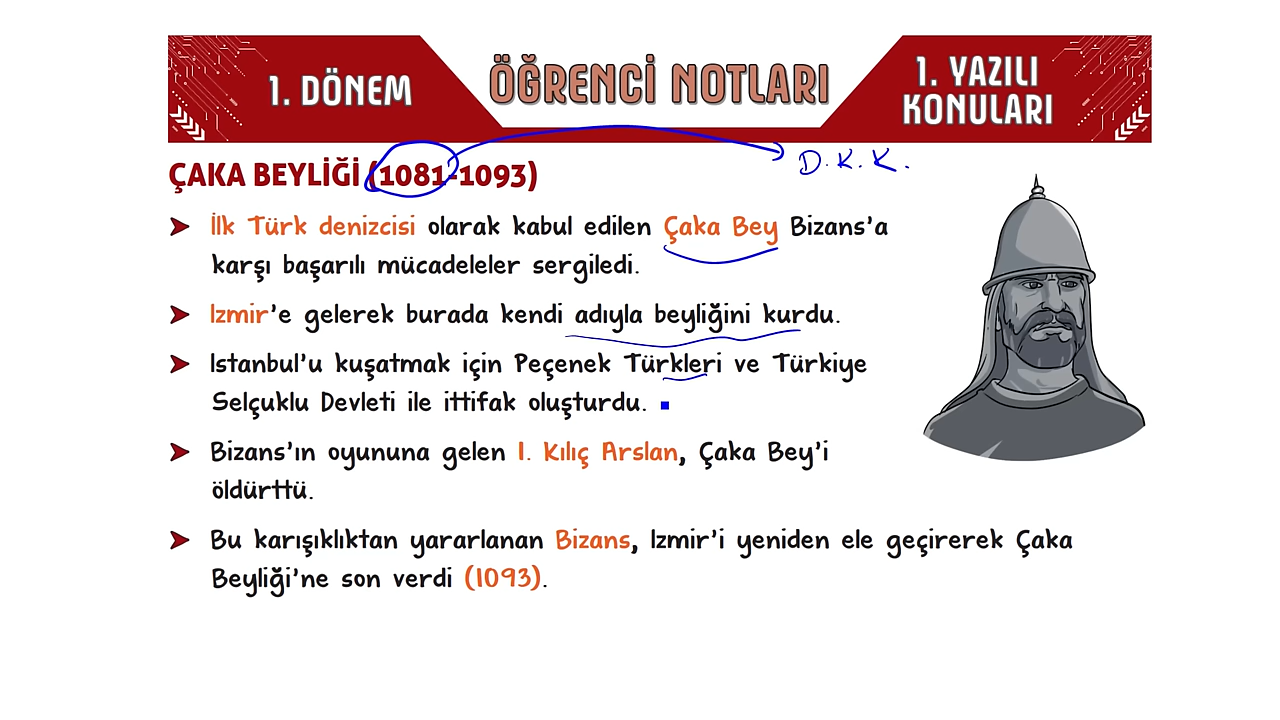 1. DÖNEM
ÖĞRENCİ NOTLARI
1. YAZILI
KONULARI
D.K.K.
ÇAKA BEYLİĞİ (1081-1093)
➤ İlk Türk denizcisi olarak kabul edilen Çaka Bey Bizans'a
karşı başarılı mücadeleler sergiledi.
➤ Izmir'e gelerek burada kendi adıyla beyliğini kurdu.
➤ Istanbul'u kuşatmak için Peçenek Türkleri ve Türkiye
Selçuklu Devleti ile ittifak oluşturdu.
➤ Bizans'ın oyununa gelen I. Kılıç Arslan, Çaka Bey'i
öldürttü.
➤ Bu karışıklıktan yararlanan Bizans, Izmir'i yeniden ele geçirerek Çaka
Beyliği'ne son verdi (1093).